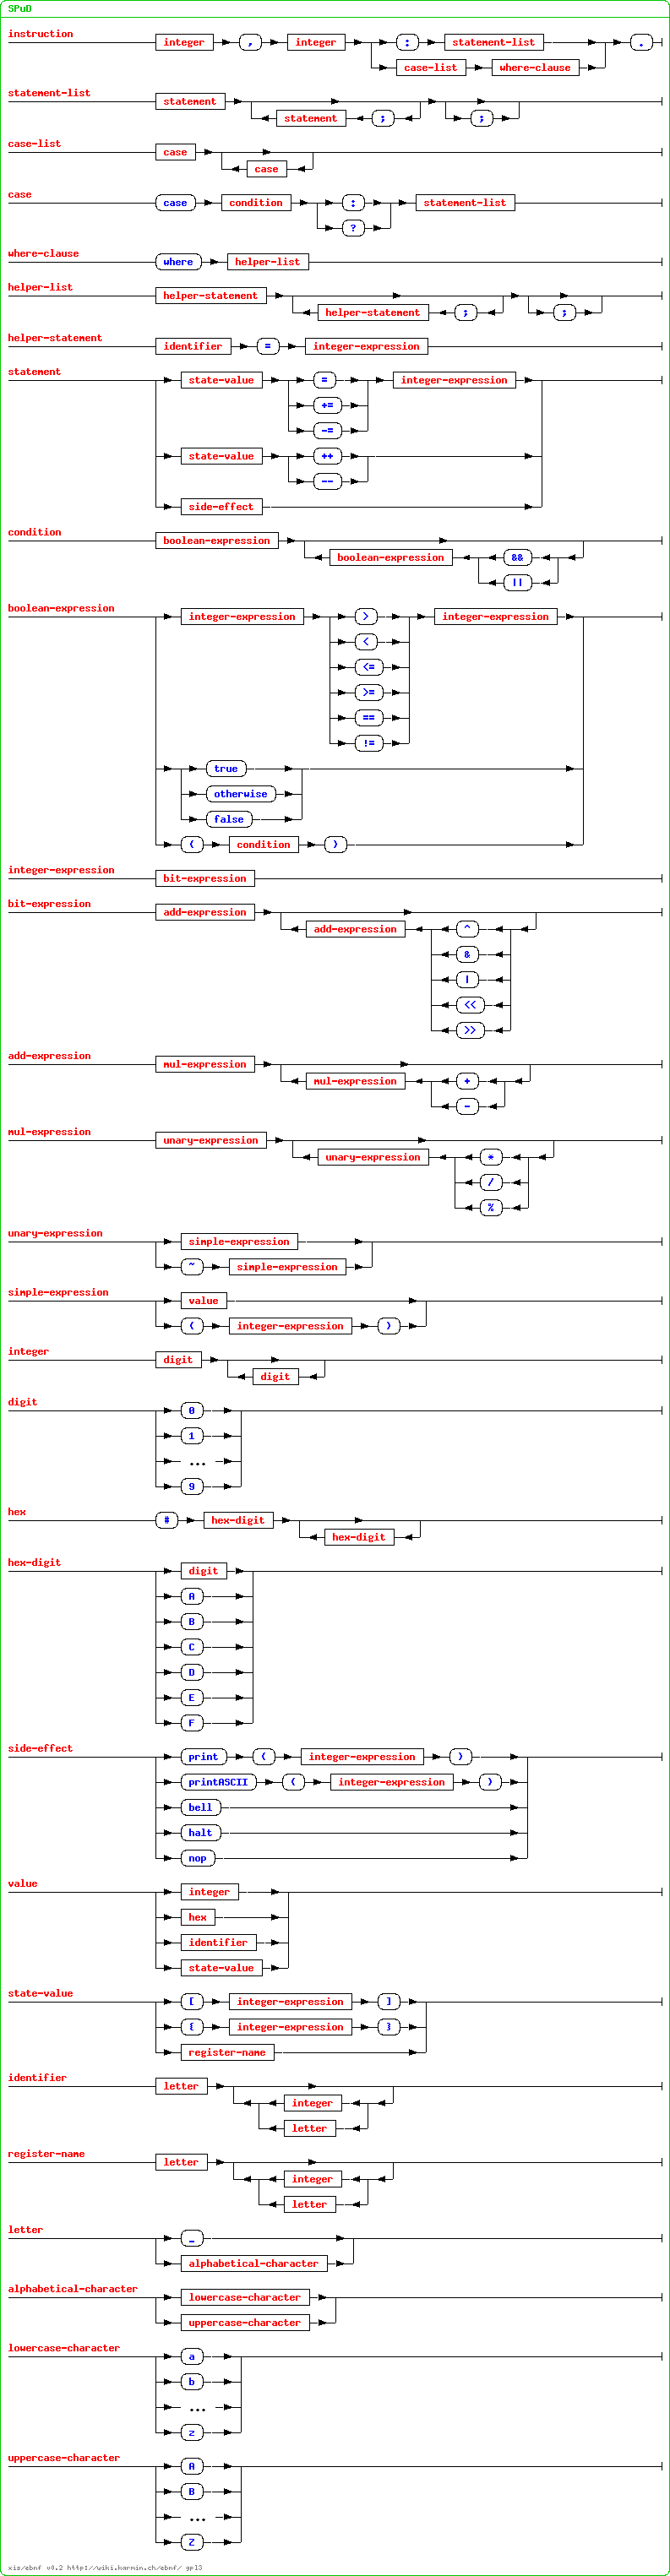 SPuD
instruction integer , integer : statement-list .
case-list where-clause
statement-list statement
statement ; ;
case-list case
case
case case condition : statement-list
?
where-clause where helper-list
helper-list helper-statement
helper-statement ; ;
helper-statement identifier = integer-expression
statement state-value = integer-expression
+=
-=
state-value ++
--
side-effect
condition boolean-expression
boolean-expression &&
||
boolean-expression integer-expression > integer-expression
<
<=
>=
==
!=
true
otherwise
false
( condition )
integer-expression bit-expression
bit-expression add-expression
add-expression ^
&
|
<<
>>
add-expression mul-expression
mul-expression +
-
mul-expression unary-expression
unary-expression *
/
%
unary-expression simple-expression
~ simple-expression
simple-expression value
( integer-expression )
integer digit
digit
digit 0
1
...
9
hex # hex-digit
hex-digit
hex-digit digit
A
B
C
D
E
F
side-effect print ( integer-expression )
printASCII ( integer-expression )
bell
halt
nop
value integer
hex
identifier
state-value
state-value [ integer-expression ]
{ integer-expression }
register-name
identifier letter
integer
letter
register-name letter
integer
letter
letter _
alphabetical-character
alphabetical-character lowercase-character
uppercase-character
lowercase-character a
b
...
z
uppercase-character A
B
...
Z
xis/ebnf v0.2 http://wiki.karmin.ch/ebnf/ gpl3